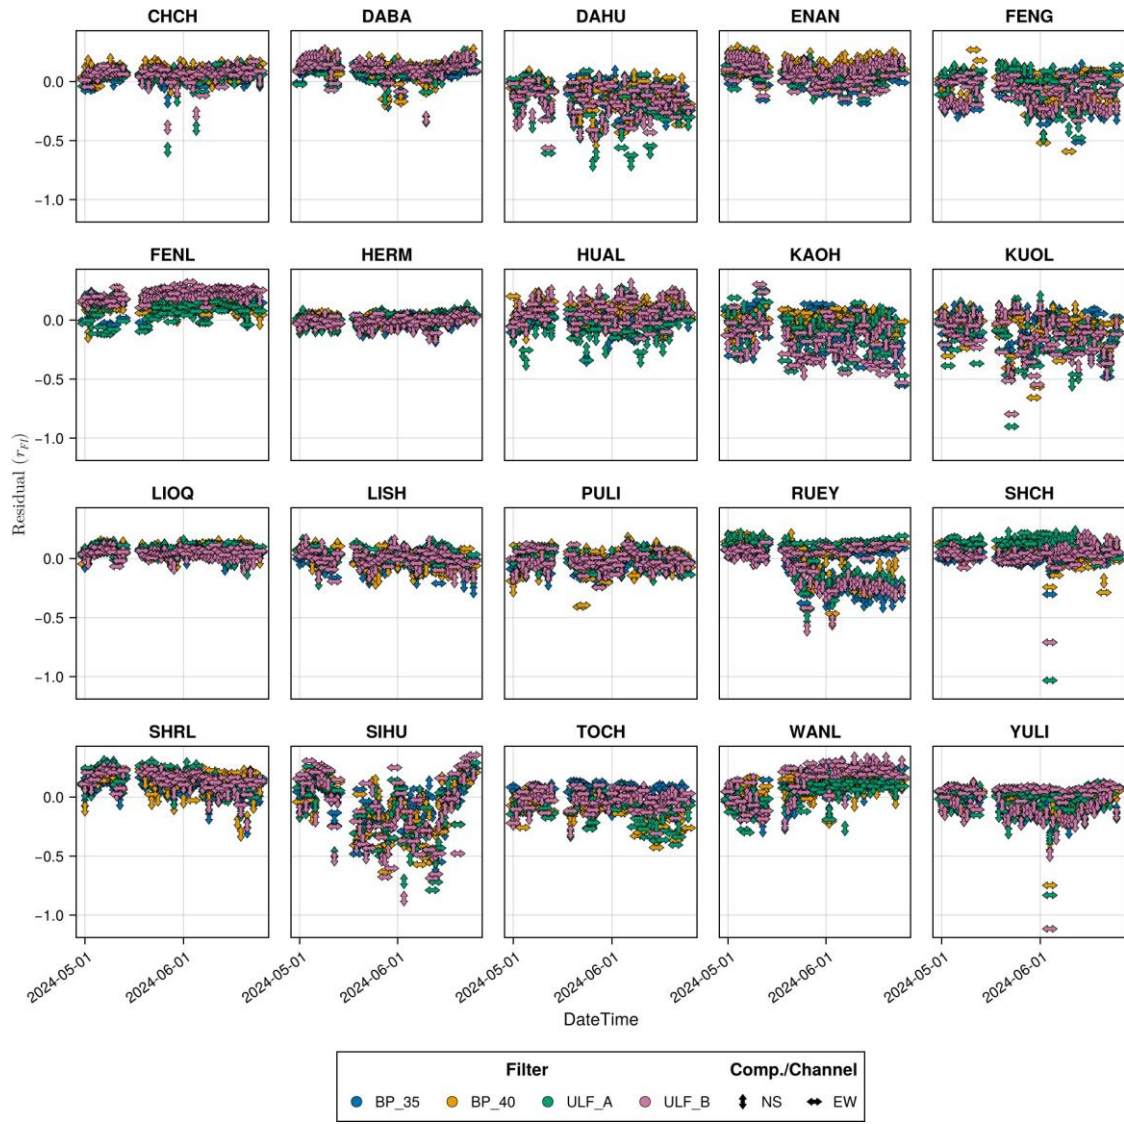 CHCH DABA DAHU ENAN FENG
0.0
−0.5
−1.0
FENL HERM HUAL KAOH KUOL
0.0
−0.5
−1.0
Residual (r_FI)
LIOQ LISH PULI RUEY SHCH
0.0
−0.5
−1.0
SHRL SIHU TOCH WANL YULI
0.0
−0.5
−1.0
2024-05-01 2024-06-01 2024-05-01 2024-06-01 2024-05-01 2024-06-01 2024-05-01 2024-06-01 2024-05-01 2024-06-01
DateTime
Filter Comp./Channel
BP_35 BP_40 ULF_A ULF_B NS EW